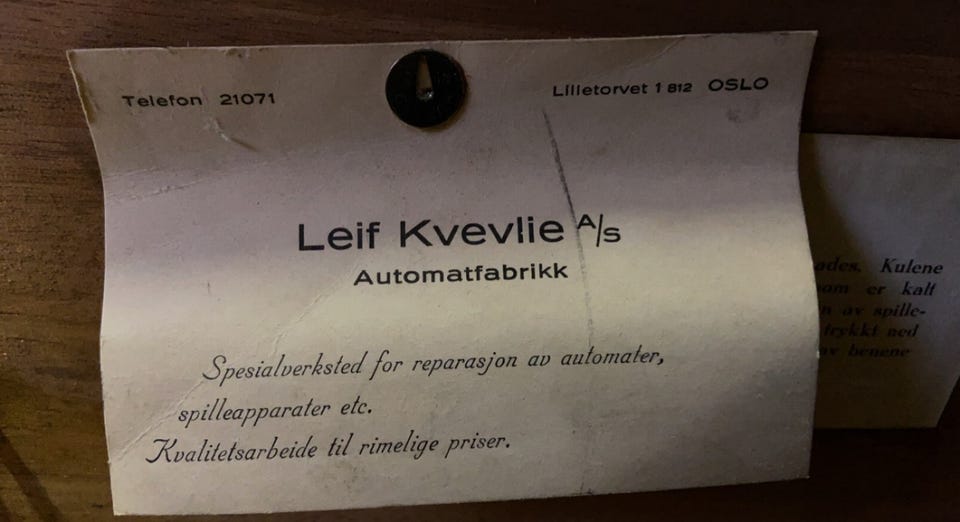 Telefon 21071
Lilletorvet 1 812 OSLO
Leif Kvevlie A/S
Automatfabrikk
Spesialverksted for reparasjon av automater,
spilleapparater etc.
Kvalitetsarbeide til rimelige priser.
ades. Kulene
om er kalt
n av spille-
trykkt ned
av benene